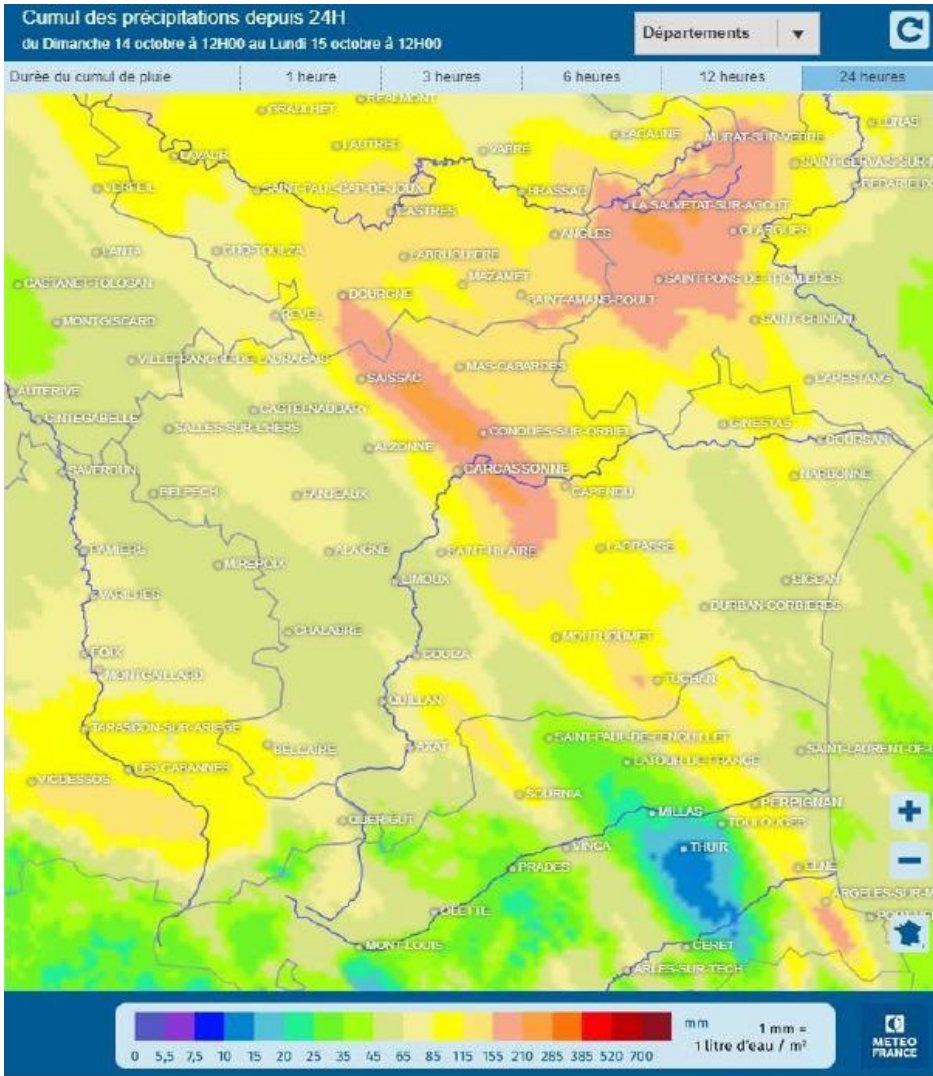 Cumul des précipitations depuis 24H
du Dimanche 14 octobre à 12H00 au Lundi 15 octobre à 12H00
Départements
Durée du cumul de pluie 1 heure 3 heures 6 heures 12 heures 24 heures
REALMONT
GRAULHET
LUNAS
LACAUNE
MURAT-SUR-VEBRE
LAUTREC
VABRE
LAVAUR
SAINT-GERVAIS-SUR-M
BEDARIEUX
VERFEIL
SAINT-PAUL-CAP-DE-JOUX
BRASSAC
LA SALVETAT-SUR-AGOUT
CASTRES
OLARGUES
ANGLES
LANTA
CUQ-TOULZA
LABRUGUIERE
MAZAMET
SAINT-PONS-DE-THOMIERES
CASTANET-TOLOSAN
DOURGNE
SAINT-AMANS-SOULT
REVEL
MONTGISCARD
SAINT-CHINIAN
VILLEFRANCHE-DE-LAURAGAIS
MAS-CABARDES
SAISSAC
CAPESTANG
AUTERIVE
CASTELNAUDARY
CINTEGABELLE
SALLES-SUR-L'HERS
GINESTAS
CONQUES-SUR-ORBIEL
COURSAN
ALZONNE
SAVERDUN
CARCASSONNE
NARBONNE
BELPECH
FANJEAUX
CAPENDU
PAMIERS
ALAIGNE
SAINT-HILAIRE
LAGRASSE
MIREPOIX
LIMOUX
SIGEAN
VARILHES
DURBAN-CORBIERES
CHALABRE
MOUTHOUMET
FOIX
COUIZA
MONTGAILLARD
TUCHAN
QUILLAN
TARASCON-SUR-ARIEGE
SAINT-PAUL-DE-FENOUILLET
BELCAIRE
AXAT
SAINT-LAURENT-DE-L
LATOUR-DE-FRANCE
LES CABANNES
VICDESSOS
SOURNIA
PERPIGNAN
MILLAS
QUERIGUT
TOULOUGES
VINCA
THUIR
PRADES
ELNE
ARGELES-SUR-M
OLETTE
MONT-LOUIS
CERET
ARLES-SUR-TECH
+
−
mm 1 mm =
1 litre d'eau / m²
0 5,5 7,5 10 15 20 25 35 45 65 85 115 155 210 285 385 520 700
METEO
FRANCE